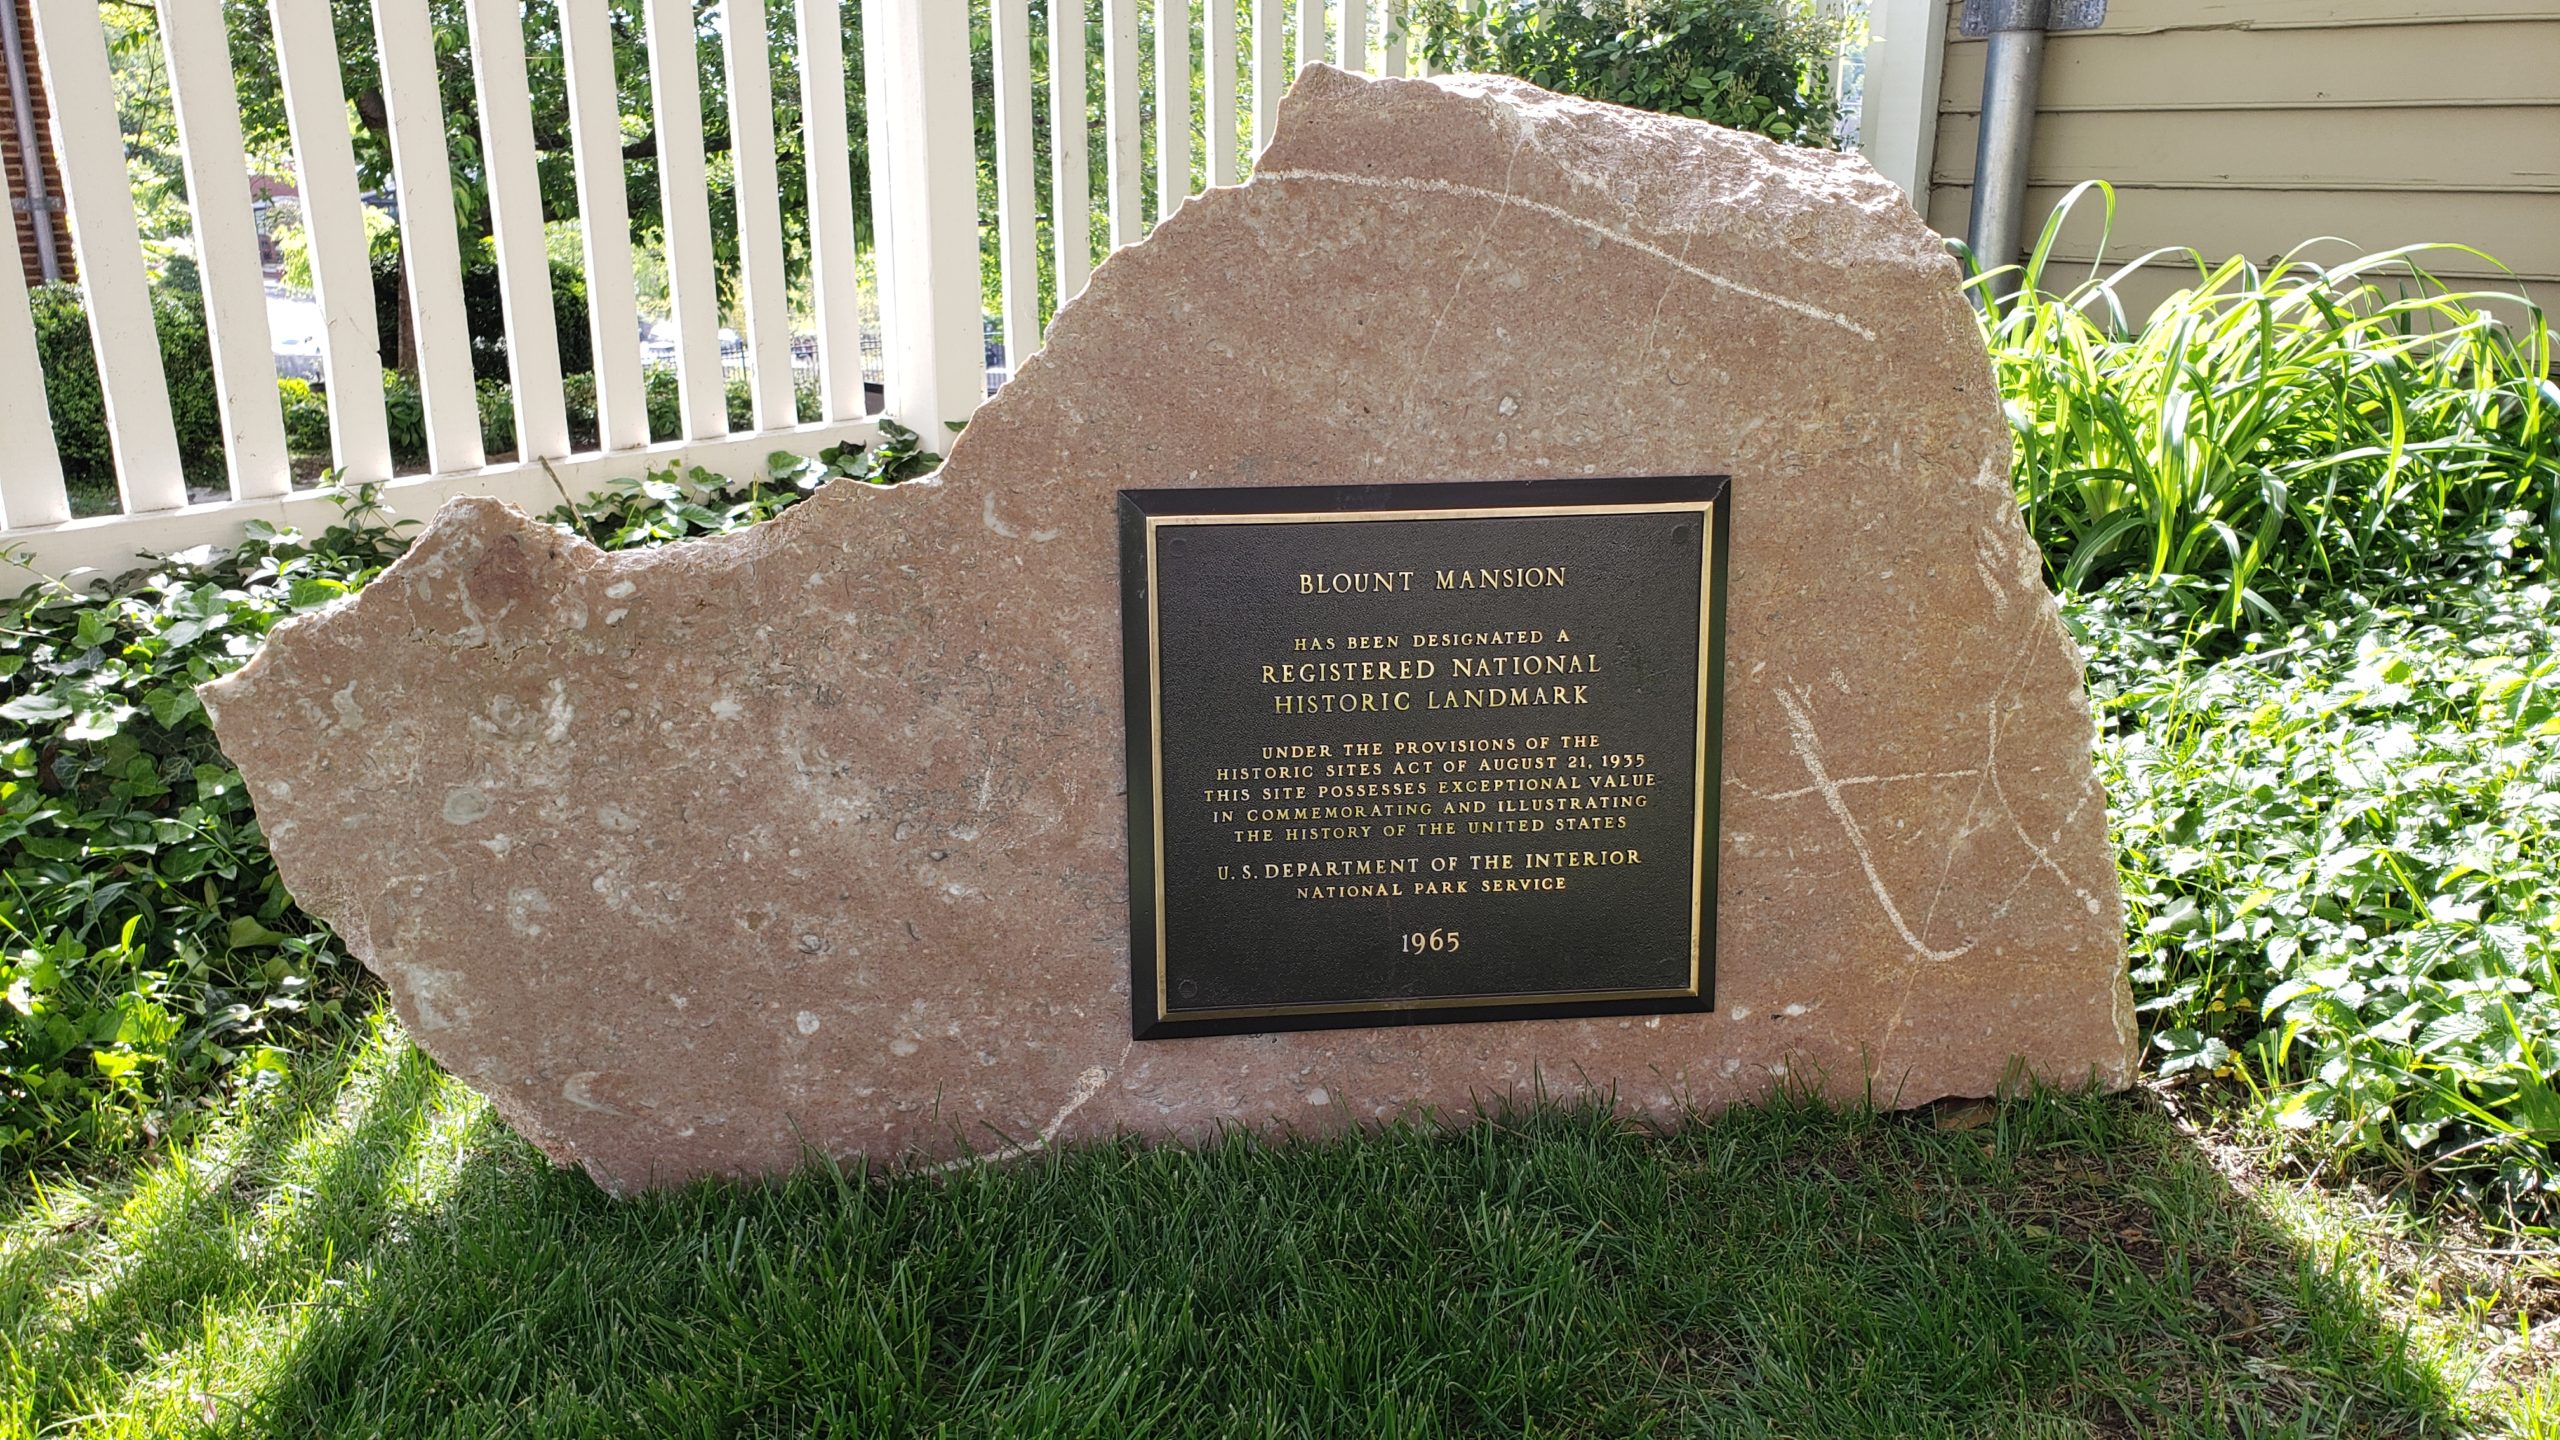 BLOUNT MANSION
HAS BEEN DESIGNATED A
REGISTERED NATIONAL
HISTORIC LANDMARK
UNDER THE PROVISIONS OF THE
HISTORIC SITES ACT OF AUGUST 21, 1935
THIS SITE POSSESSES EXCEPTIONAL VALUE
IN COMMEMORATING AND ILLUSTRATING
THE HISTORY OF THE UNITED STATES
U. S. DEPARTMENT OF THE INTERIOR
NATIONAL PARK SERVICE
1965